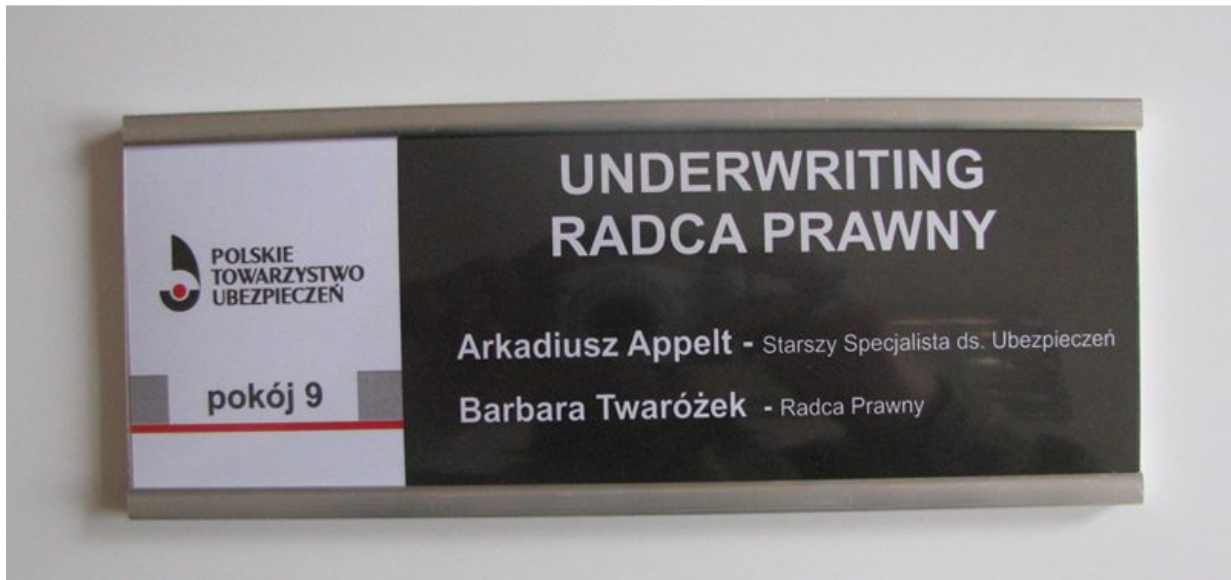 POLSKIE
TOWARZYSTWO
UBEZPIECZEŃ
pokój 9
UNDERWRITING
RADCA PRAWNY
Arkadiusz Appelt - Starszy Specjalista ds. Ubezpieczeń
Barbara Twaróżek - Radca Prawny